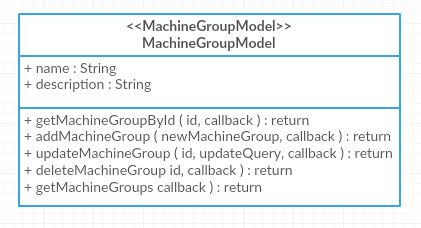 <<MachineGroupModel>>
MachineGroupModel
+ name : String
+ description : String
+ getMachineGroupById ( id, callback ) : return
+ addMachineGroup ( newMachineGroup, callback ) : return
+ updateMachineGroup ( id, updateQuery, callback ) : return
+ deleteMachineGroup id, callback ) : return
+ getMachineGroups callback ) : return